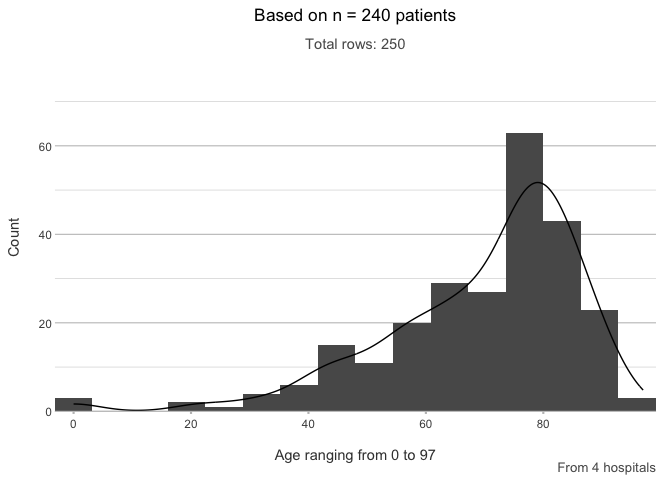 Based on n = 240 patients
Total rows: 250
Count
60
40
20
0
0 20 40 60 80
Age ranging from 0 to 97
From 4 hospitals